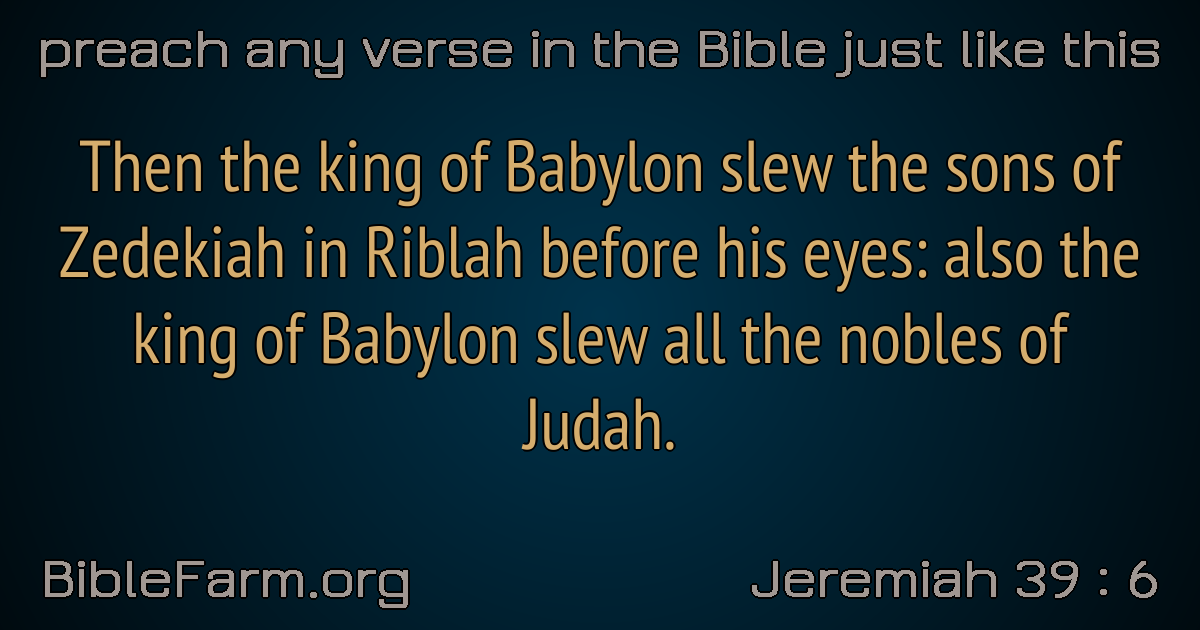 preach any verse in the Bible just like this
Then the king of Babylon slew the sons of
Zedekiah in Riblah before his eyes: also the
king of Babylon slew all the nobles of
Judah.
BibleFarm.org
Jeremiah 39 : 6